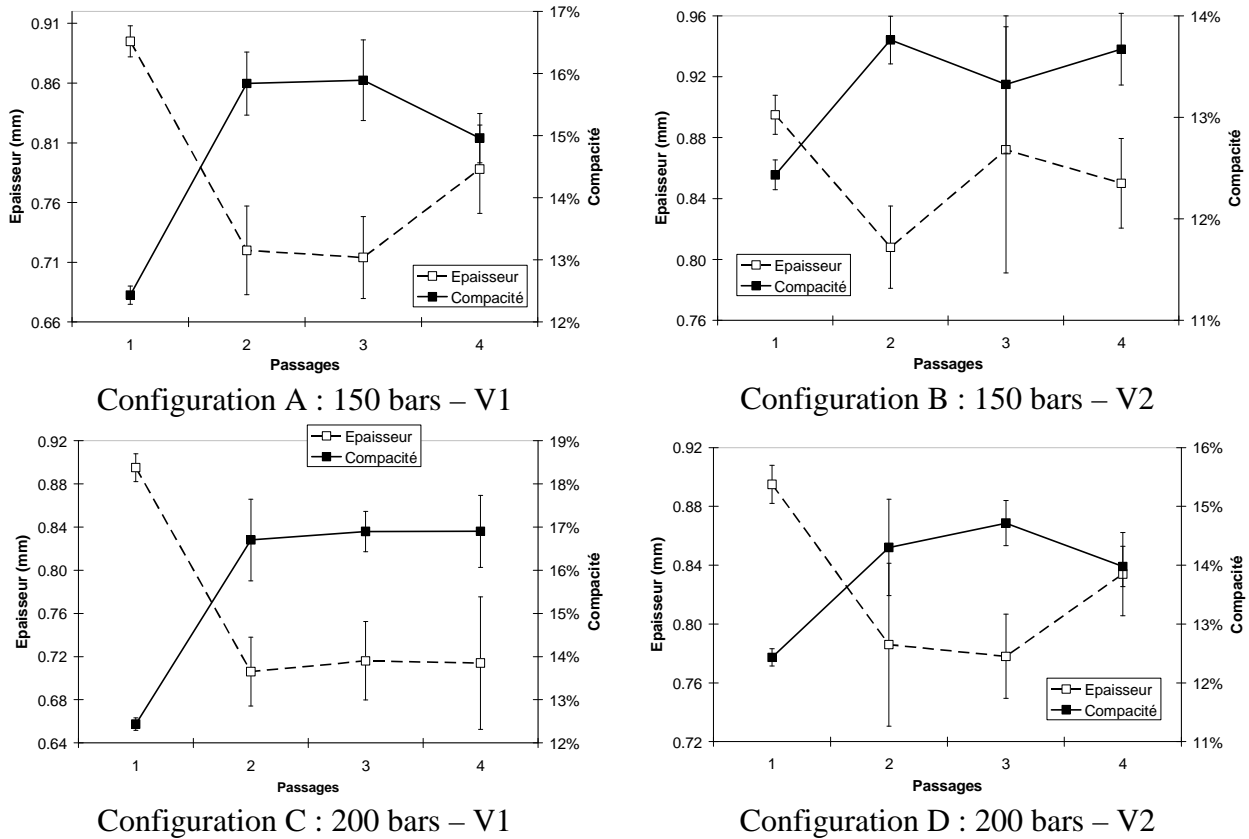 0.91
0.86
0.81
0.76
0.71
0.66
Epaisseur (mm)
17%
16%
15%
14%
13%
12%
Compacité
Epaisseur
Compacité
1 2 3 4
Passages
Configuration A : 150 bars – V1
0.96
0.92
0.88
0.84
0.80
0.76
Epaisseur (mm)
14%
13%
12%
11%
Compacité
Epaisseur
Compacité
1 2 3 4
Passages
Configuration B : 150 bars – V2
0.92
0.88
0.84
0.80
0.76
0.72
0.68
0.64
Epaisseur (mm)
19%
18%
17%
16%
15%
14%
13%
12%
Compacité
Epaisseur
Compacité
1 2 3 4
Passages
Configuration C : 200 bars – V1
0.92
0.88
0.84
0.80
0.76
0.72
Epaisseur (mm)
16%
15%
14%
13%
12%
11%
Compacité
Epaisseur
Compacité
1 2 3 4
Passages
Configuration D : 200 bars – V2